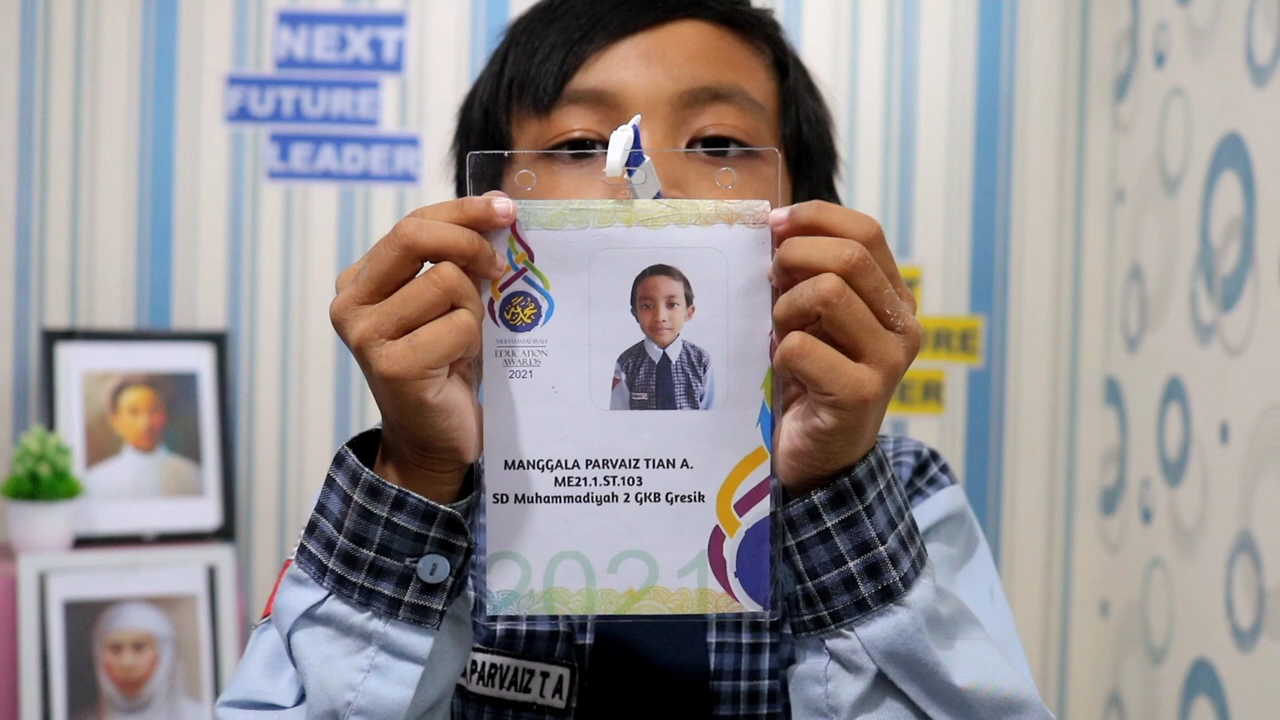 NEXT
FUTURE
LEADER
MUHAMMADIYAH
EDUCATION
AWARDS
2021
MANGGALA PARVAIZ TIAN A.
ME21.1.ST.103
SD Muhammadiyah 2 GKB Gresik
2021
PARVAIZ T A